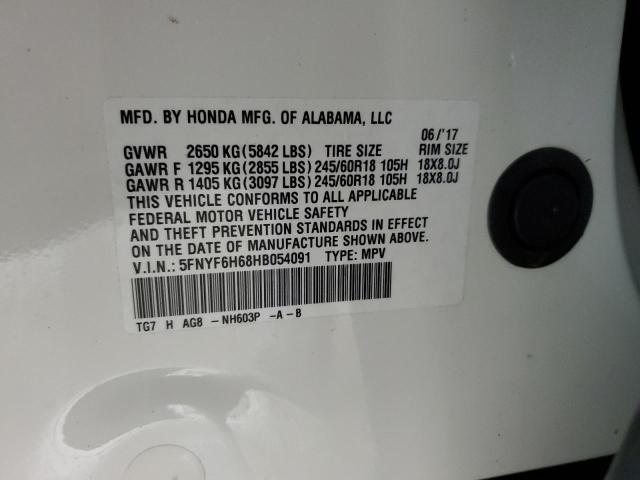 MFD. BY HONDA MFG. OF ALABAMA, LLC
06/'17
GVWR 2650 KG (5842 LBS) TIRE SIZE RIM SIZE
GAWR F 1295 KG (2855 LBS) 245/60R18 105H 18X8.0J
GAWR R 1405 KG (3097 LBS) 245/60R18 105H 18X8.0J
THIS VEHICLE CONFORMS TO ALL APPLICABLE
FEDERAL MOTOR VEHICLE SAFETY
AND THEFT PREVENTION STANDARDS IN EFFECT
ON THE DATE OF MANUFACTURE SHOWN ABOVE.
V.I.N.: 5FNYF6H68HB054091 TYPE: MPV
TG7 H AG8 -NH603P -A-B